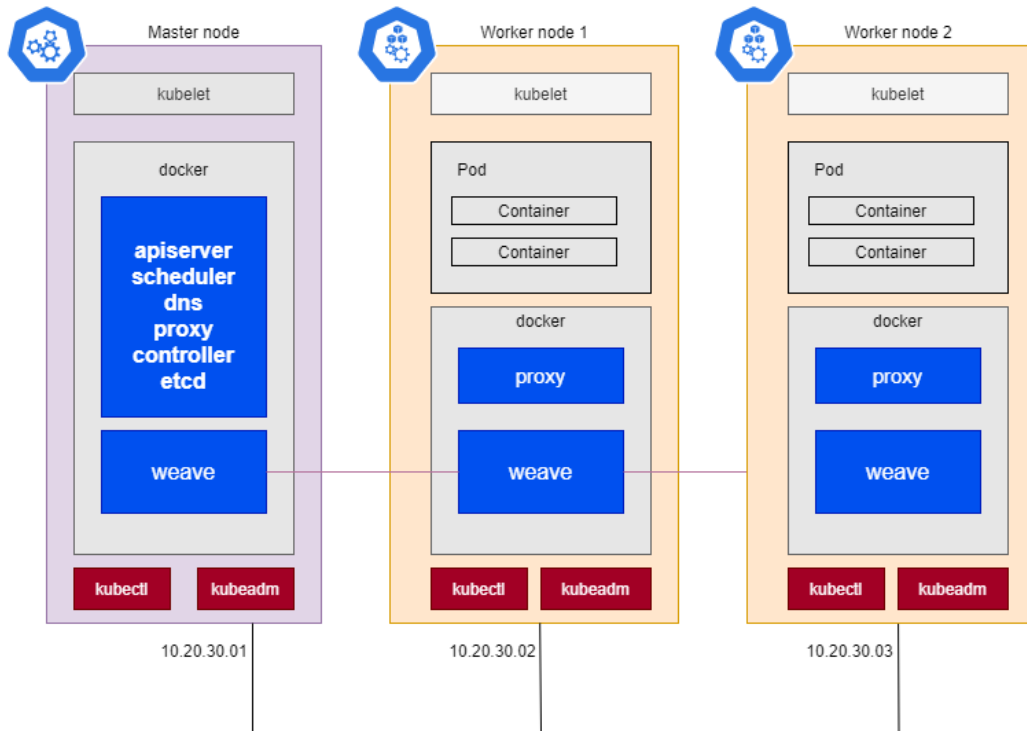 Master node
kubelet
docker
apiserver
scheduler
dns
proxy
controller
etcd
weave
kubectl
kubeadm
10.20.30.01
Worker node 1
kubelet
Pod
Container
Container
docker
proxy
weave
kubectl
kubeadm
10.20.30.02
Worker node 2
kubelet
Pod
Container
Container
docker
proxy
weave
kubectl
kubeadm
10.20.30.03